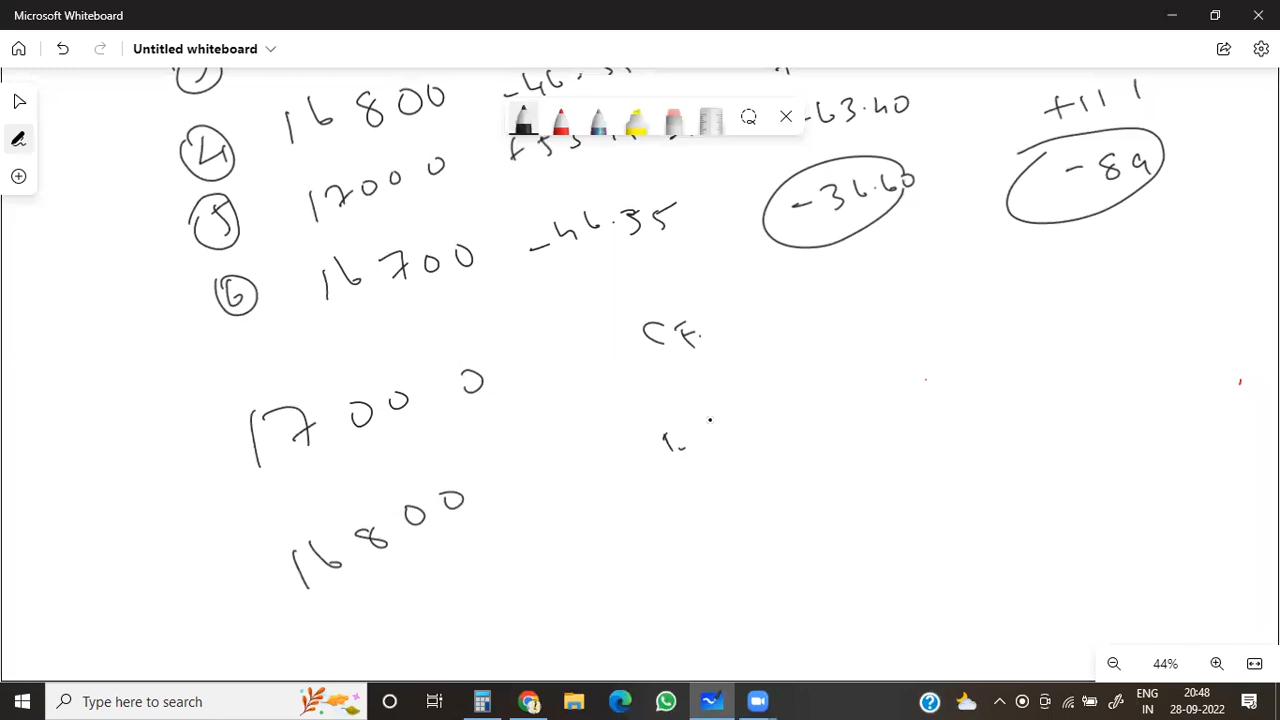 Microsoft Whiteboard
Untitled whiteboard
16800
-63.40
+111
4
17000
-36.60
-89
5
16700 -46.35
6
CF.
17000
16800
44%
Type here to search
ENG
IN
20:48
28-09-2022